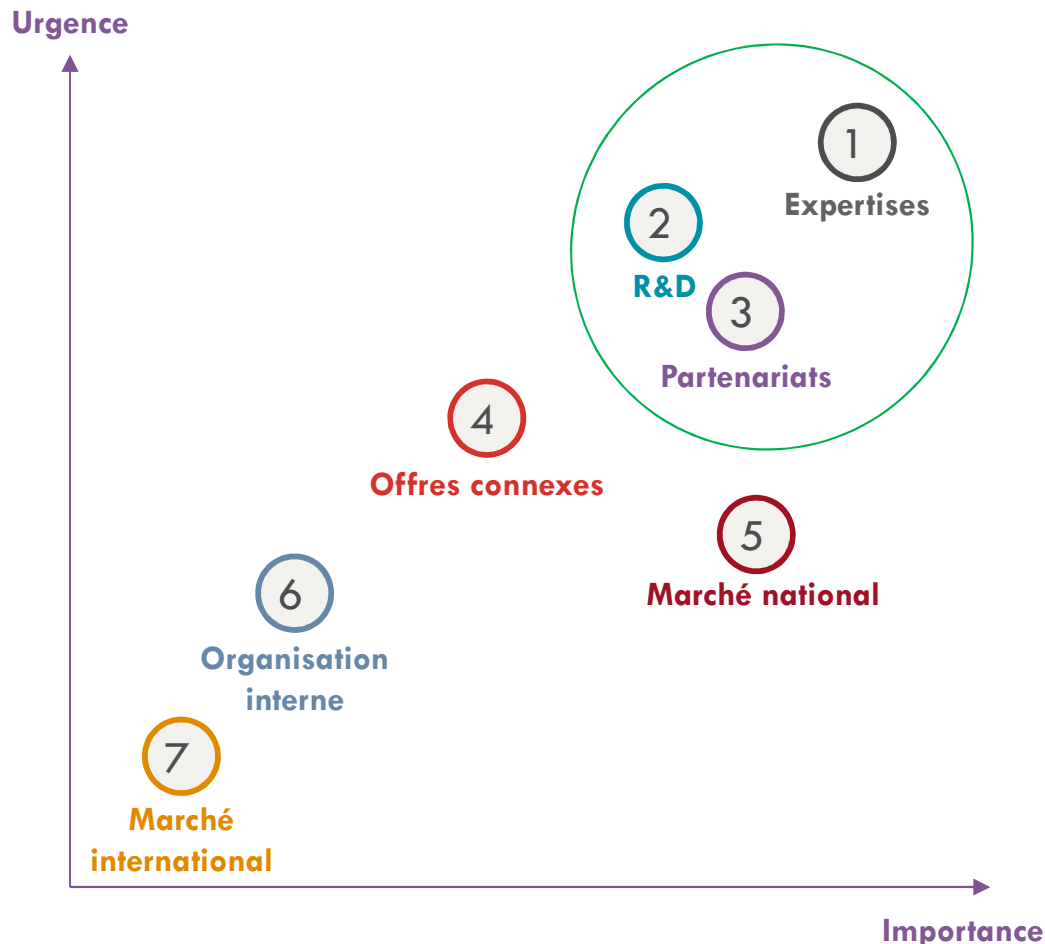 Urgence
1
Expertises
2
R&D
3
Partenariats
4
Offres connexes
5
Marché national
6
Organisation
interne
7
Marché
international
Importance